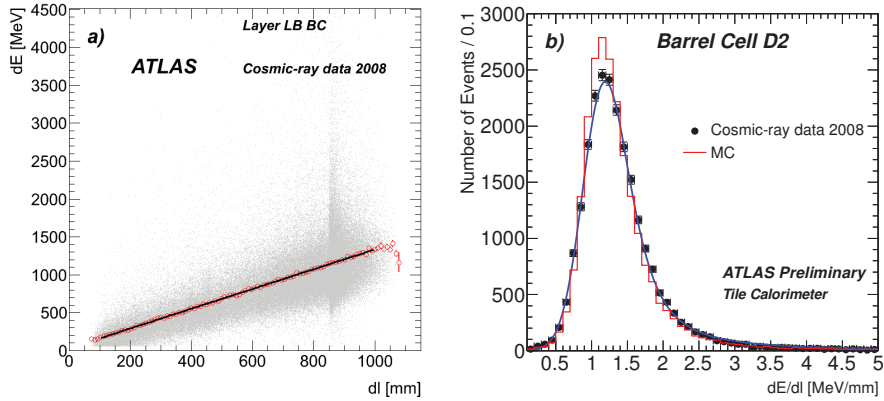 a)
Layer LB BC
ATLAS
Cosmic-ray data 2008
dE [MeV]
4500
4000
3500
3000
2500
2000
1500
1000
500
0
0 200 400 600 800 1000
dl [mm]
b)
Barrel Cell D2
Number of Events / 0.1
3000
2500
2000
1500
1000
500
0
Cosmic-ray data 2008
MC
ATLAS Preliminary
Tile Calorimeter
0.5 1 1.5 2 2.5 3 3.5 4 4.5 5
dE/dl [MeV/mm]